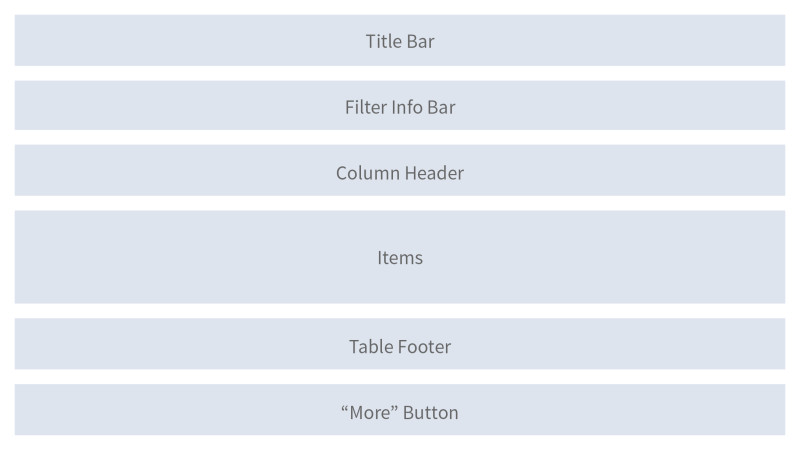 Title Bar
Filter Info Bar
Column Header
Items
Table Footer
“More” Button